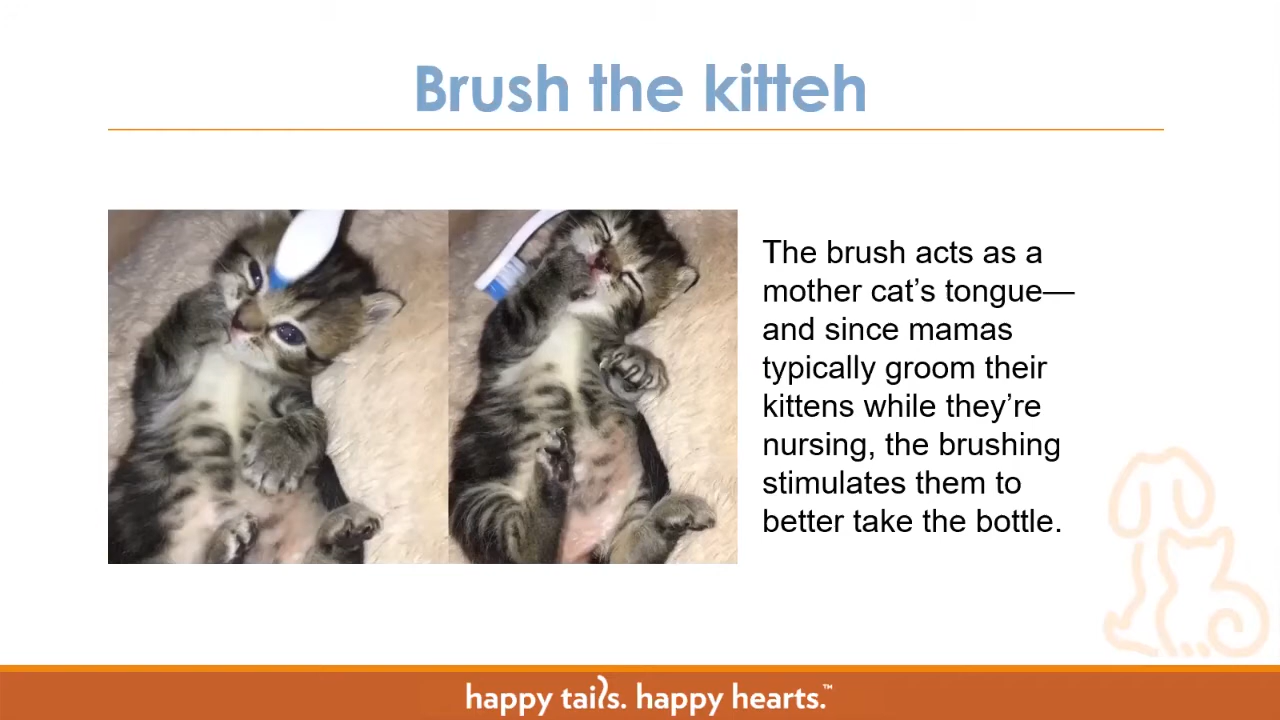 Brush the kitteh
The brush acts as a
mother cat’s tongue—
and since mamas
typically groom their
kittens while they’re
nursing, the brushing
stimulates them to
better take the bottle.
happy tails. happy hearts.™